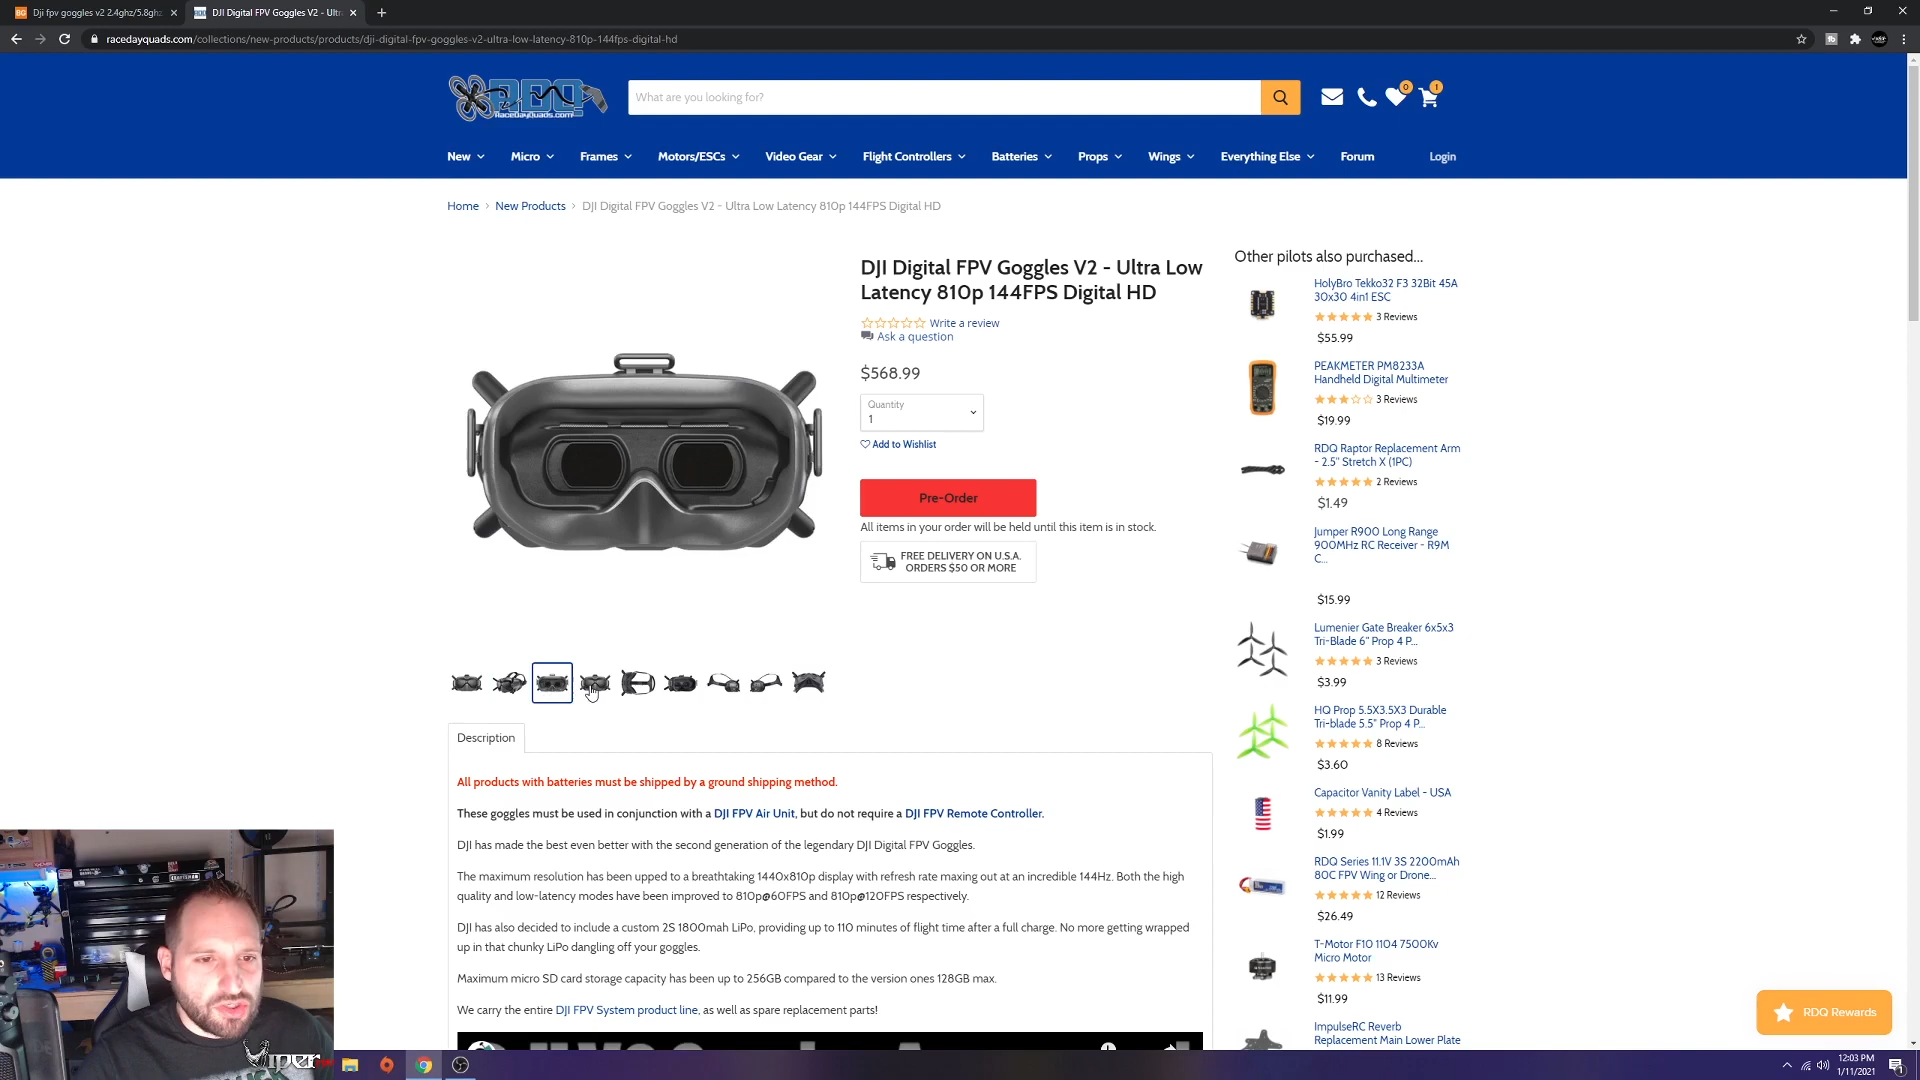 Dji fpv goggles v2 2.4ghz/5.8ghz
DJI Digital FPV Goggles V2 - Ultr
racedayquads.com/collections/new-products/products/dji-digital-fpv-goggles-v2-ultra-low-latency-810p-144fps-digital-hd
RDQ
RaceDayQuads.com
What are you looking for?
0
1
New
Micro
Frames
Motors/ESCs
Video Gear
Flight Controllers
Batteries
Props
Wings
Everything Else
Forum
Login
Home › New Products › DJI Digital FPV Goggles V2 - Ultra Low Latency 810p 144FPS Digital HD
DJI Digital FPV Goggles V2 - Ultra Low
Latency 810p 144FPS Digital HD
Write a review
Ask a question
$568.99
Quantity
1
Add to Wishlist
Pre-Order
All items in your order will be held until this item is in stock.
FREE DELIVERY ON U.S.A.
ORDERS $50 OR MORE
Description
All products with batteries must be shipped by a ground shipping method.
These goggles must be used in conjunction with a DJI FPV Air Unit, but do not require a DJI FPV Remote Controller.
DJI has made the best even better with the second generation of the legendary DJI Digital FPV Goggles.
The maximum resolution has been upped to a breathtaking 1440x810p display with refresh rate maxing out at an incredible 144Hz. Both the high
quality and low-latency modes have been improved to 810p@60FPS and 810p@120FPS respectively.
DJI has also decided to include a custom 2S 1800mah LiPo, providing up to 110 minutes of flight time after a full charge. No more getting wrapped
up in that chunky LiPo dangling off your goggles.
Maximum micro SD card storage capacity has been up to 256GB compared to the version ones 128GB max.
We carry the entire DJI FPV System product line, as well as spare replacement parts!
Other pilots also purchased...
HolyBro Tekko32 F3 32Bit 45A
30x30 4in1 ESC
3 Reviews
$55.99
PEAKMETER PM8233A
Handheld Digital Multimeter
3 Reviews
$19.99
RDQ Raptor Replacement Arm
- 2.5" Stretch X (1PC)
2 Reviews
$1.49
Jumper R900 Long Range
900MHz RC Receiver - R9M
C...
$15.99
Lumenier Gate Breaker 6x5x3
Tri-Blade 6" Prop 4 P...
3 Reviews
$3.99
HQ Prop 5.5X3.5X3 Durable
Tri-blade 5.5" Prop 4 P...
8 Reviews
$3.60
Capacitor Vanity Label - USA
4 Reviews
$1.99
RDQ Series 11.1V 3S 2200mAh
80C FPV Wing or Drone...
12 Reviews
$26.49
T-Motor F10 1104 7500Kv
Micro Motor
13 Reviews
$11.99
ImpulseRC Reverb
Replacement Main Lower Plate
RDQ Rewards
Viper
12:03 PM
1/11/2021
1